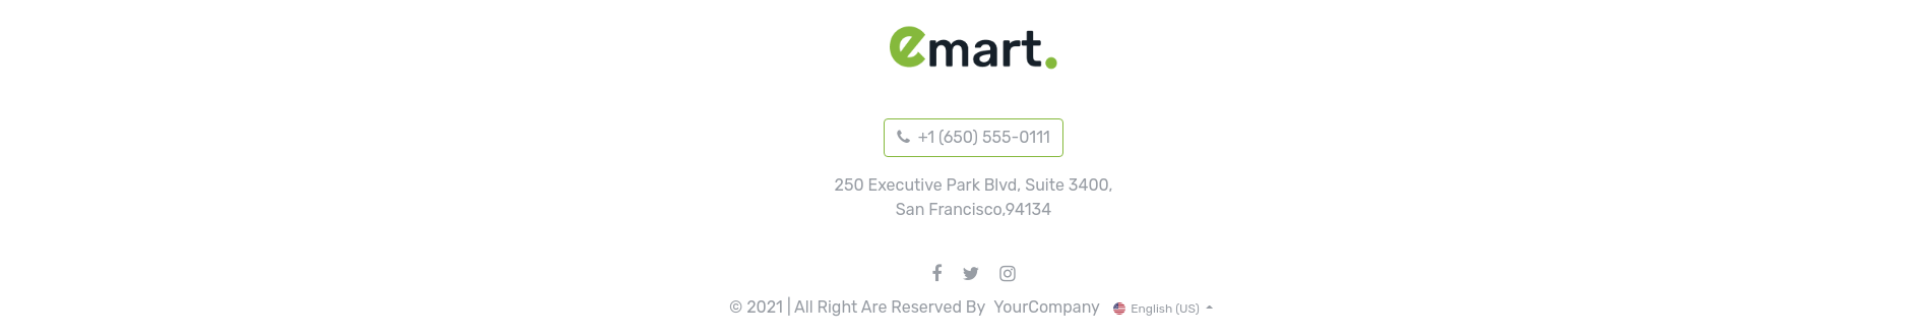 emart.
+1 (650) 555-0111
250 Executive Park Blvd, Suite 3400,
San Francisco,94134
© 2021 | All Right Are Reserved By YourCompany English (US)